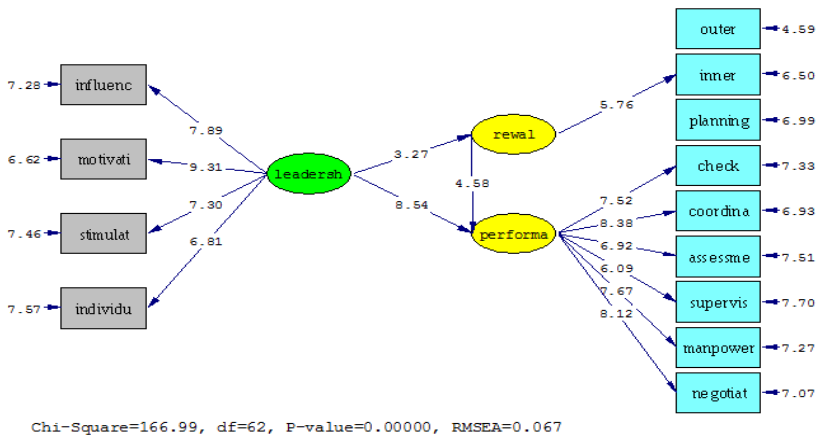 outer
4.59
inner
6.50
planning
6.99
check
7.33
coordina
6.93
assessme
7.51
supervis
7.70
manpower
7.27
negotiat
7.07
7.28
influenc
6.62
motivati
7.46
stimulat
7.57
individu
7.89
9.31
7.30
6.81
leadersh
3.27
8.54
rewal
4.58
performa
5.76
7.52
8.38
6.92
6.09
7.67
8.12
Chi-Square=166.99, df=62, P-value=0.00000, RMSEA=0.067